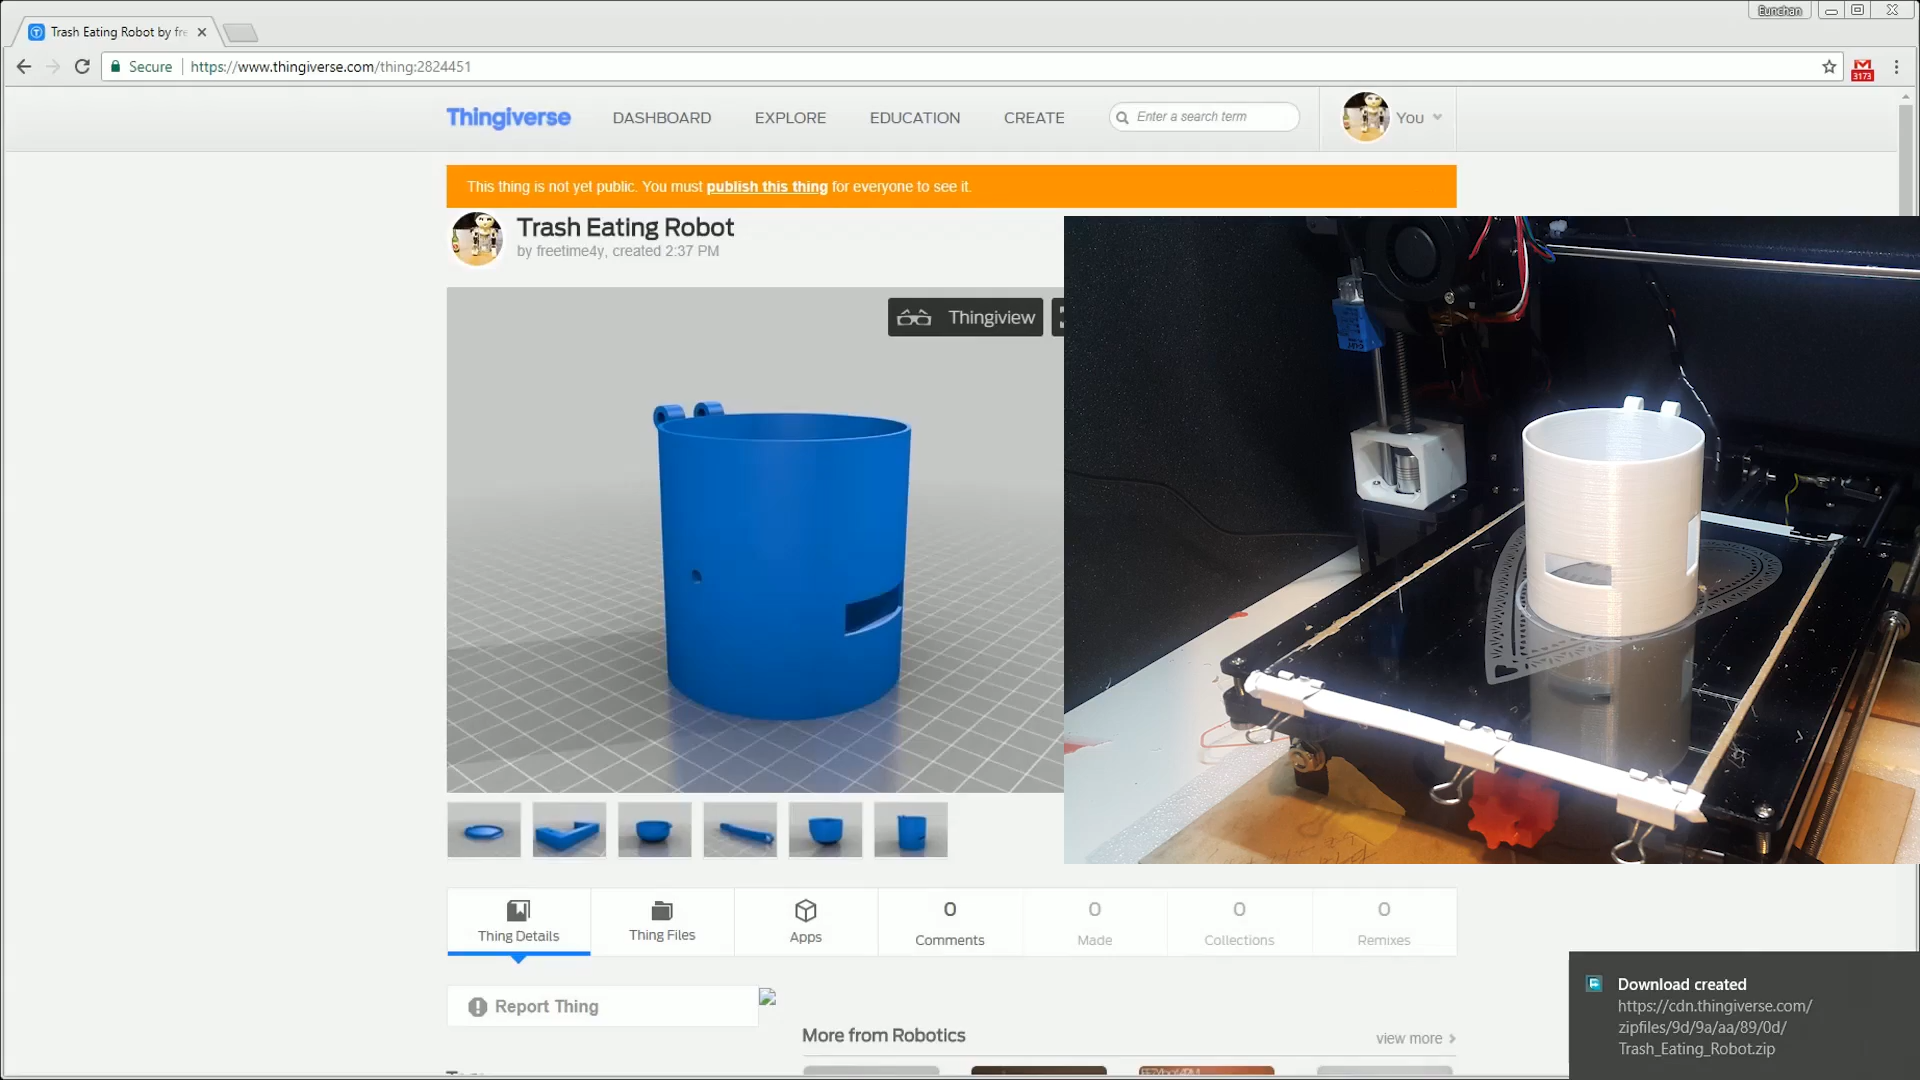 Eunchan
Trash Eating Robot by fre
Secure
https://www.thingiverse.com/thing:2824451
3173
Thingiverse
DASHBOARD
EXPLORE
EDUCATION
CREATE
Enter a search term
You
This thing is not yet public. You must publish this thing for everyone to see it.
Trash Eating Robot
by freetime4y, created 2:37 PM
Thingiview
Thing Details
Thing Files
Apps
0
Comments
0
Made
0
Collections
0
Remixes
Report Thing
More from Robotics
view more
Download created
https://cdn.thingiverse.com/
zipfiles/9d/9a/aa/89/0d/
Trash_Eating_Robot.zip